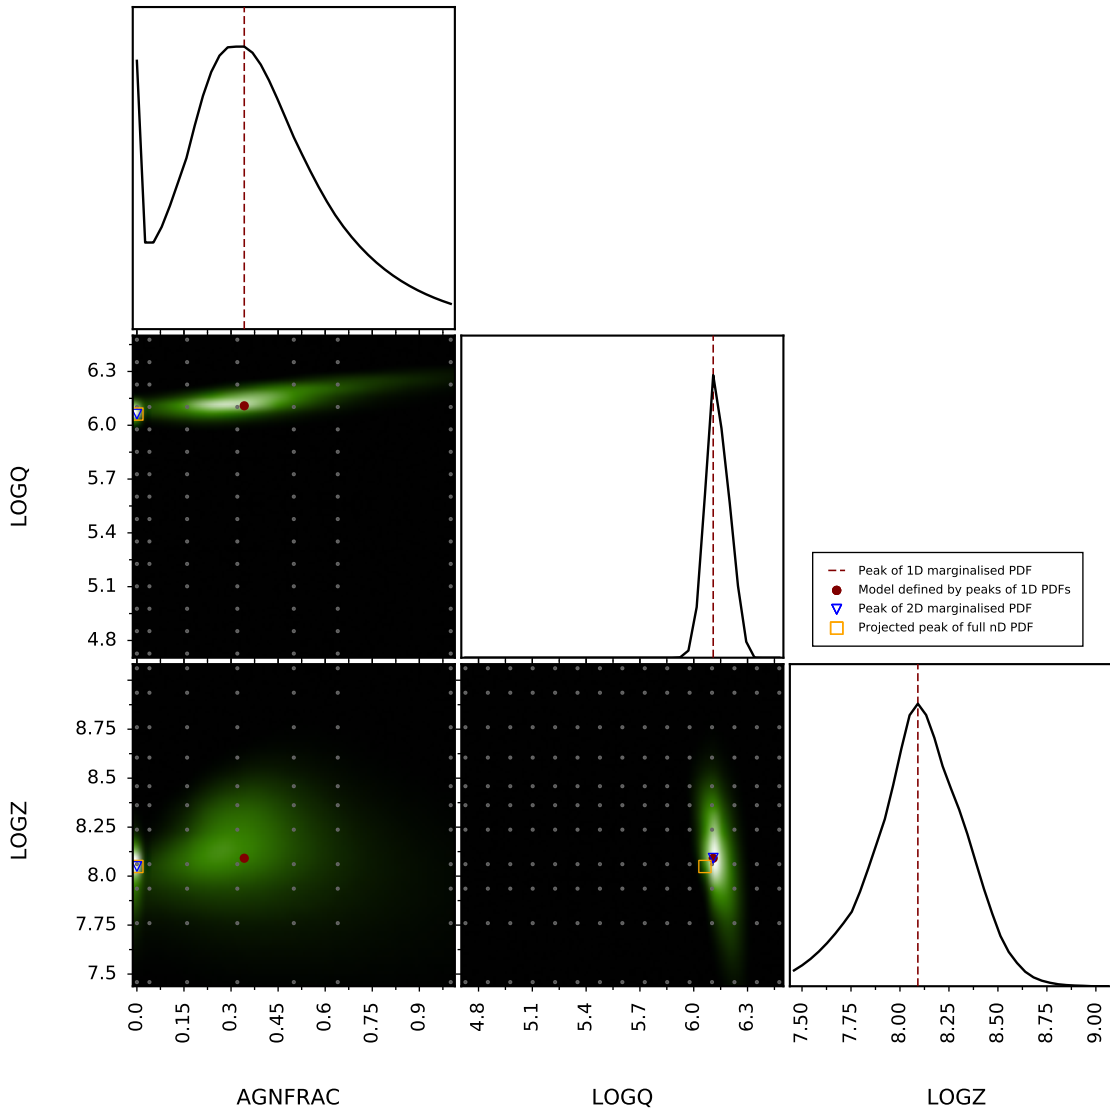 6.3
6.0
5.7
5.4
5.1
4.8
LOGQ
Peak of 1D marginalised PDF
Model defined by peaks of 1D PDFs
Peak of 2D marginalised PDF
Projected peak of full nD PDF
8.75
8.5
8.25
8.0
7.75
7.5
LOGZ
0.0 0.15 0.3 0.45 0.6 0.75 0.9
4.8 5.1 5.4 5.7 6.0 6.3
7.50 7.75 8.00 8.25 8.50 8.75 9.00
AGNFRAC LOGQ LOGZ